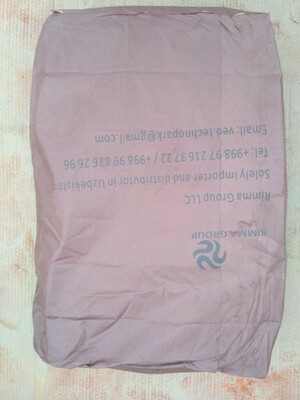 RIMMA GROUP
Rimma Group LLC
Solely importer and distributor in Uzbekistan
Tel. +998 97 216 37 22 / +998 99 826 26 96
Email: veo.technopark@gmail.com